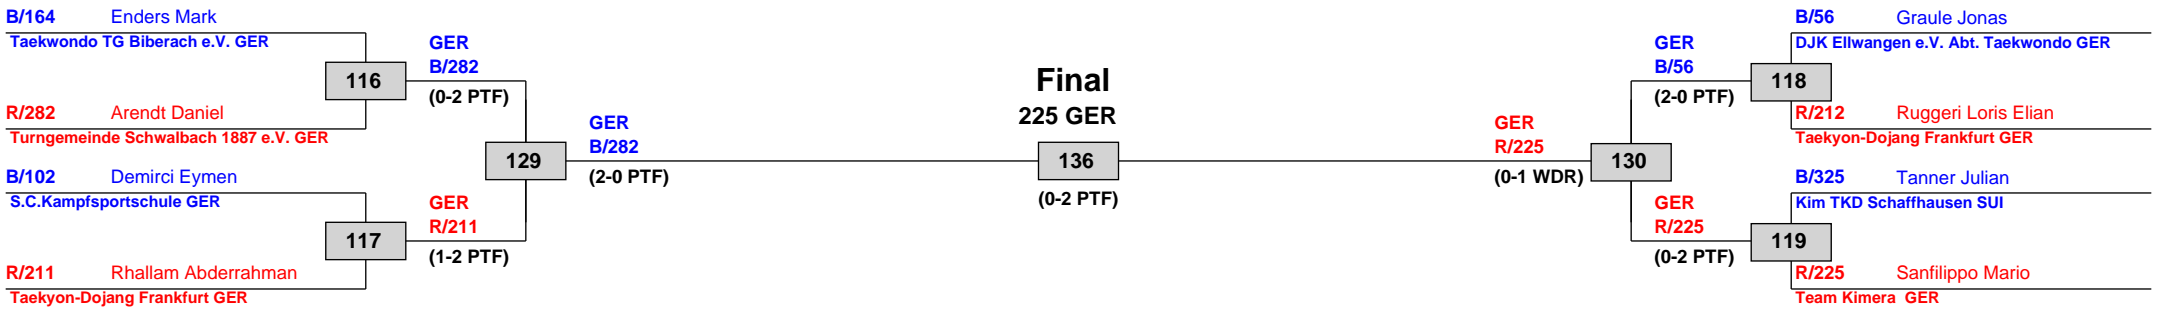 B/164 Enders Mark
Taekwondo TG Biberach e.V. GER
116
R/282 Arendt Daniel
Turngemeinde Schwalbach 1887 e.V. GER
GER
B/282
(0-2 PTF)
B/102 Demirci Eymen
S.C.Kampfsportschule GER
117
R/211 Rhallam Abderrahman
Taekyon-Dojang Frankfurt GER
GER
R/211
(1-2 PTF)
129
GER
B/282
(2-0 PTF)
Final
225 GER
136
(0-2 PTF)
GER
R/225
(0-1 WDR)
130
GER
B/56
(2-0 PTF)
B/56 Graule Jonas
DJK Ellwangen e.V. Abt. Taekwondo GER
118
R/212 Ruggeri Loris Elian
Taekyon-Dojang Frankfurt GER
GER
R/225
(0-2 PTF)
B/325 Tanner Julian
Kim TKD Schaffhausen SUI
119
R/225 Sanfilippo Mario
Team Kimera GER